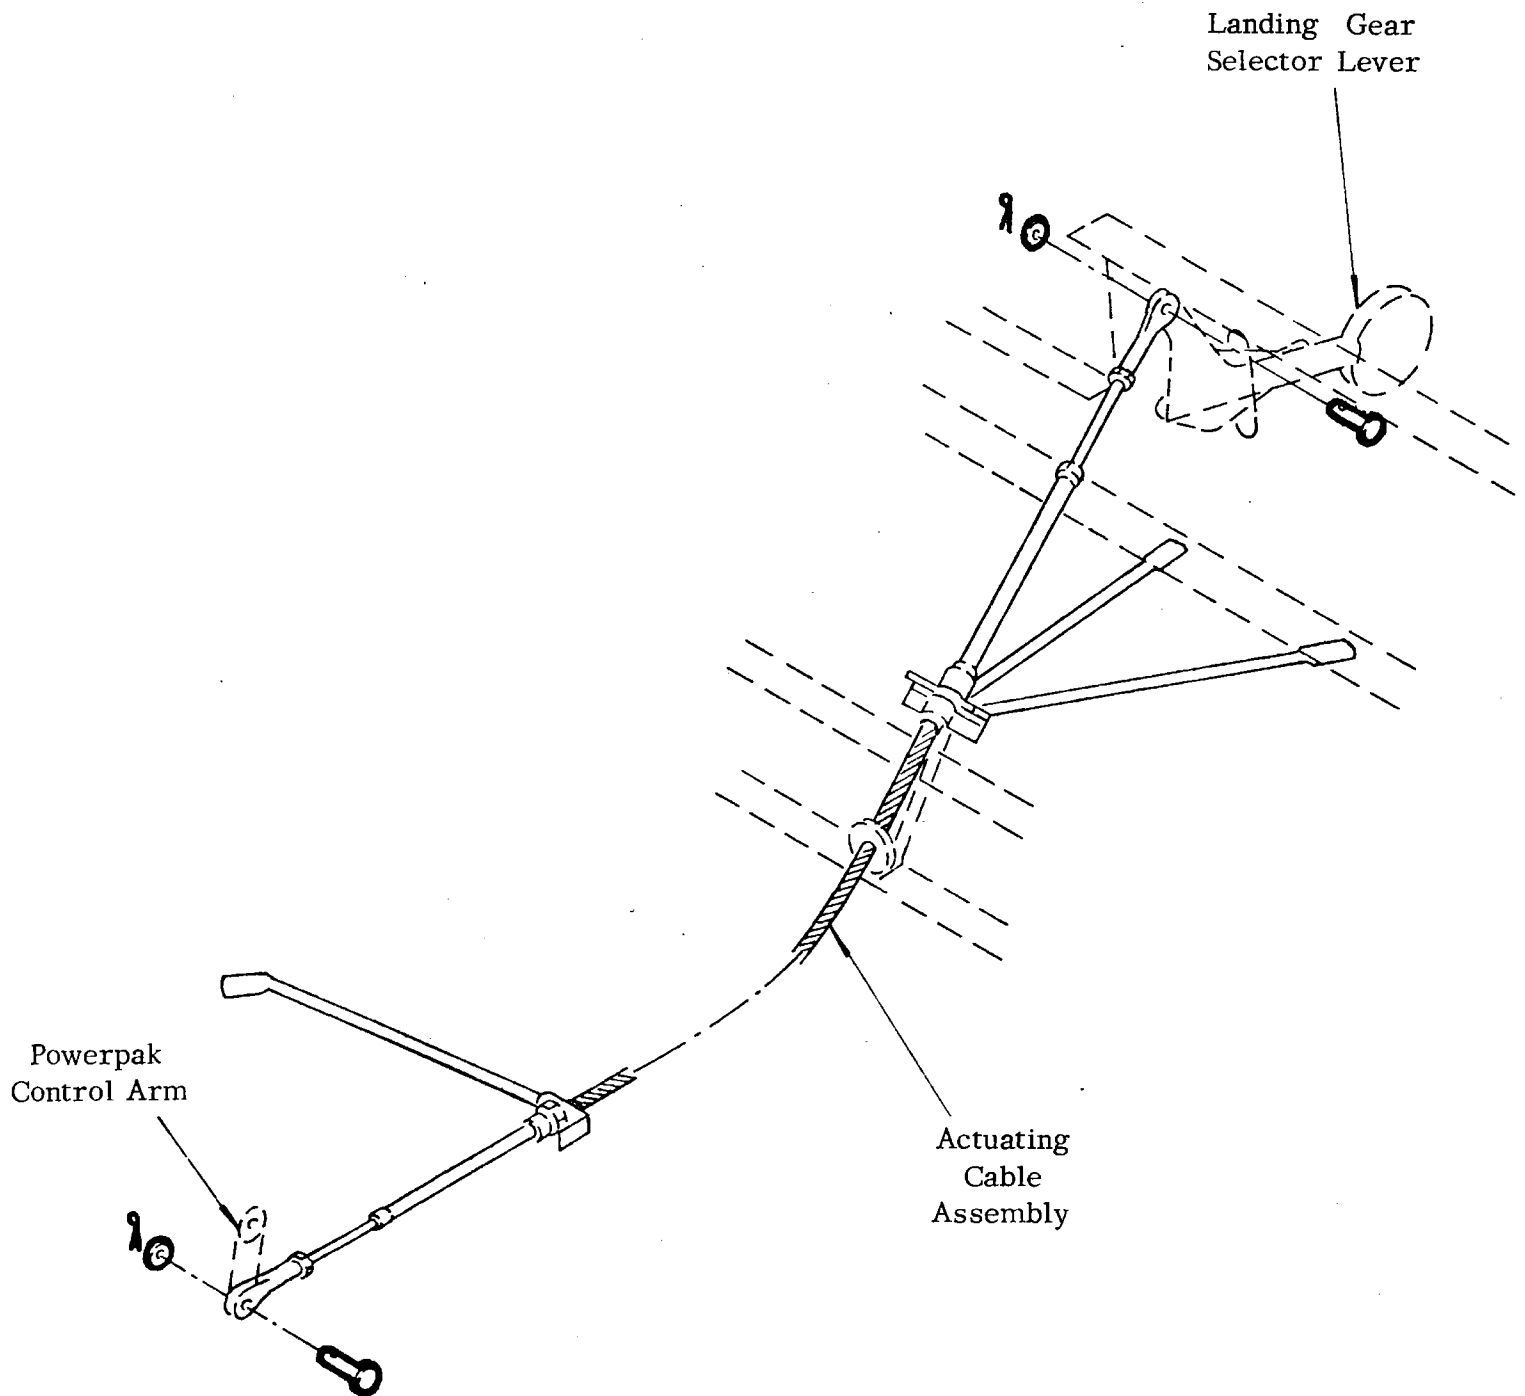 Landing Gear
Selector Lever
Powerpak
Control Arm
Actuating
Cable
Assembly